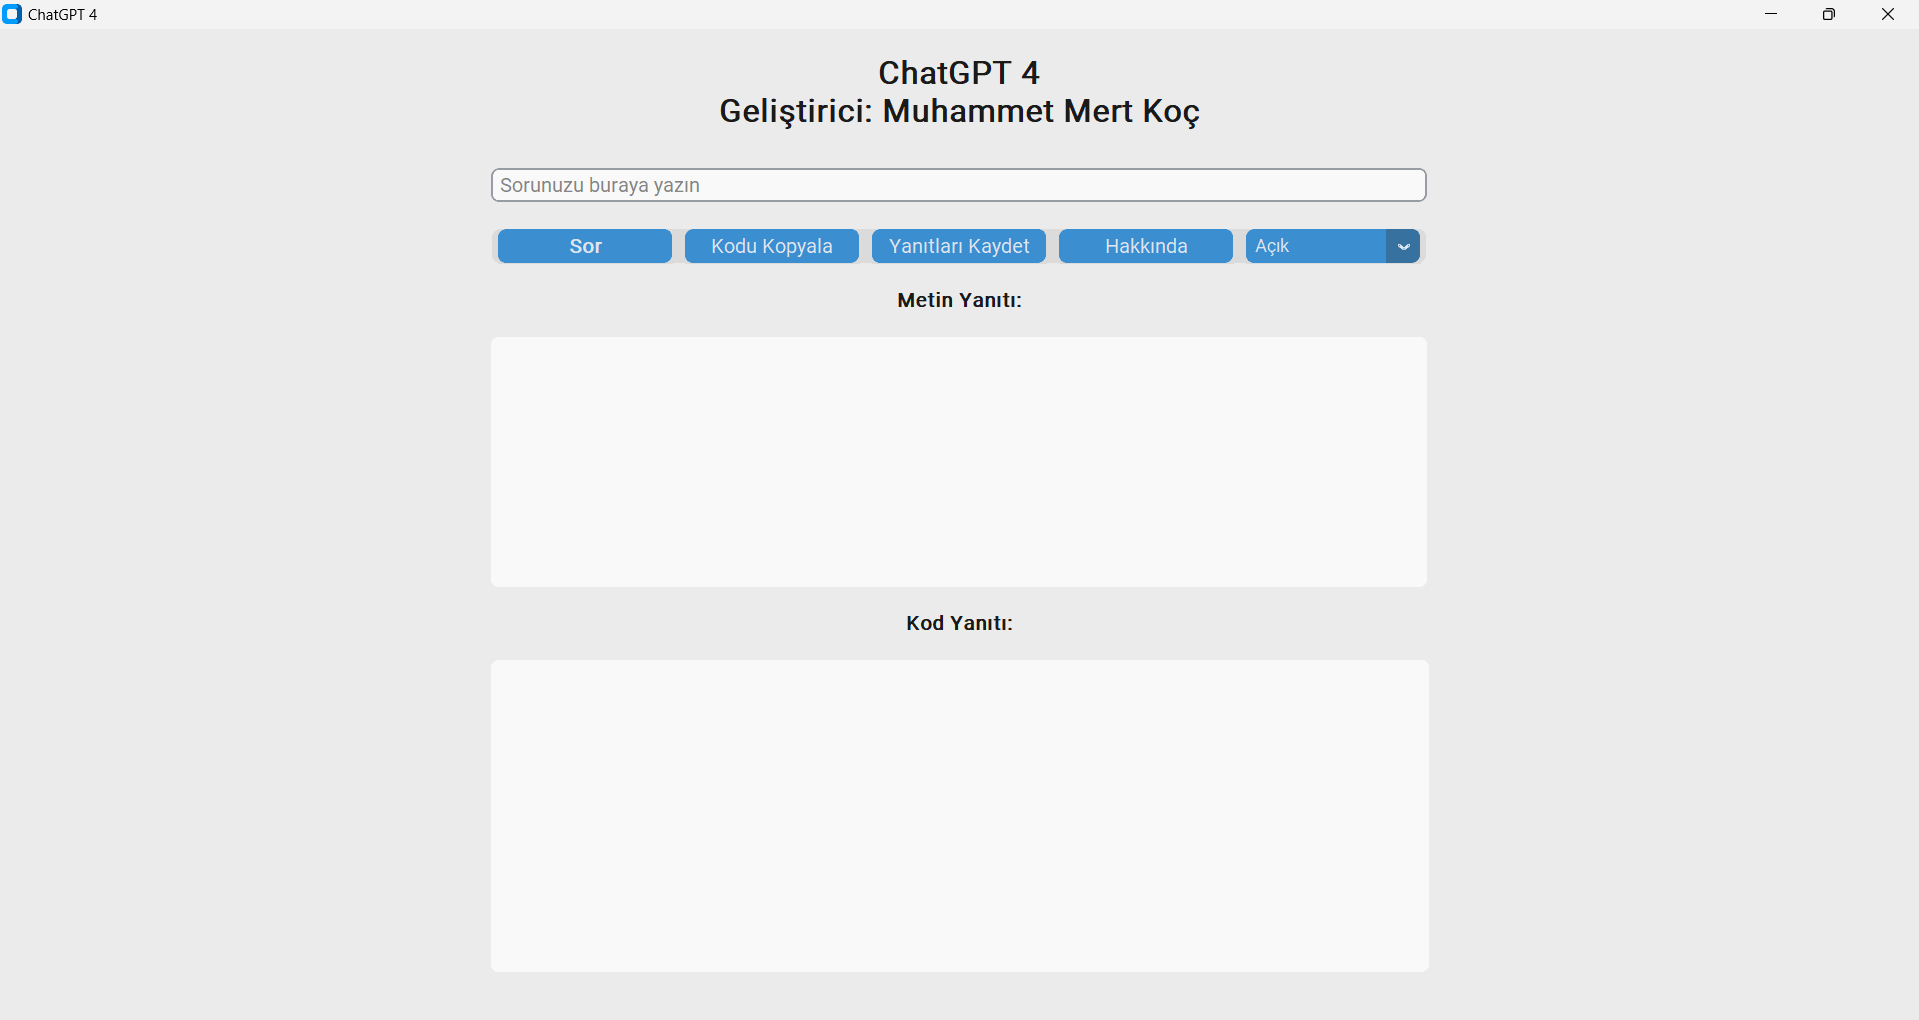 ChatGPT 4
ChatGPT 4
Geliştirici: Muhammet Mert Koç
Sorunuzu buraya yazın
Sor Kodu Kopyala Yanıtları Kaydet Hakkında Açık
Metin Yanıtı:
Kod Yanıtı: